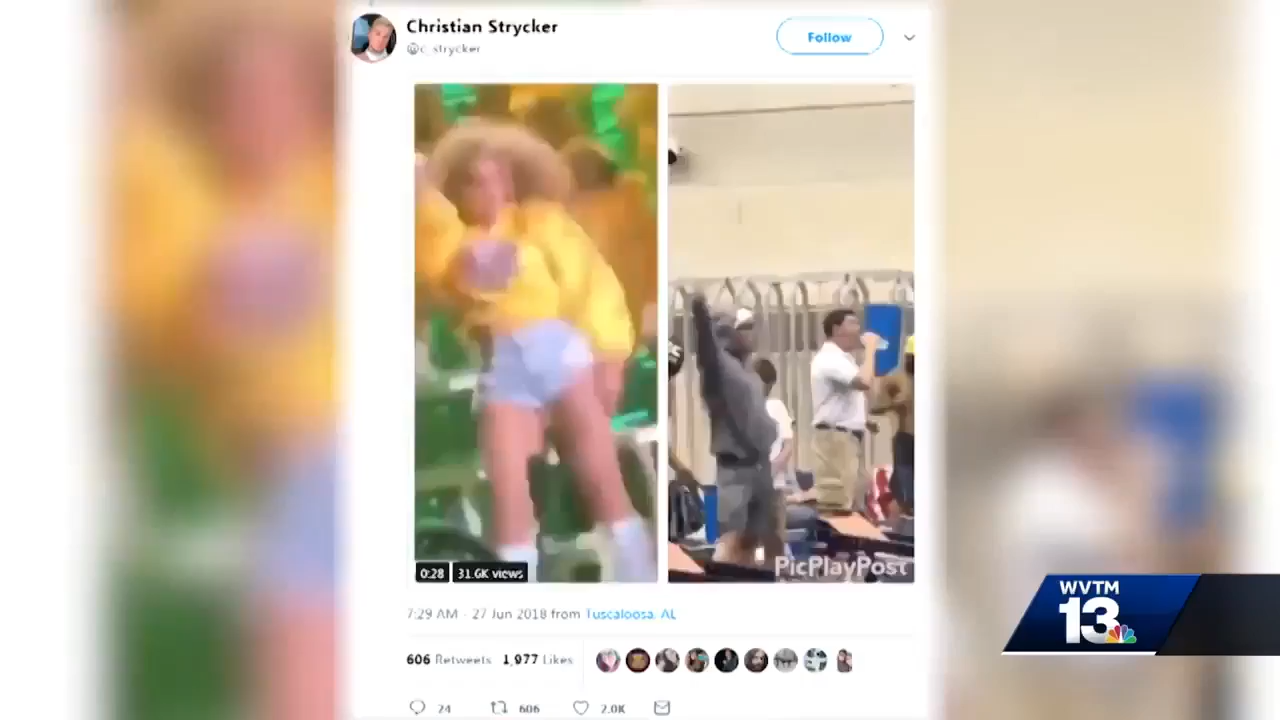 Christian Strycker
@c_strycker
Follow
0:28 31.6K views
PicPlayPost
7:29 AM - 27 Jun 2018 from Tuscaloosa, AL
606 Retweets 1,977 Likes
24 606 2.0K
WVTM
13